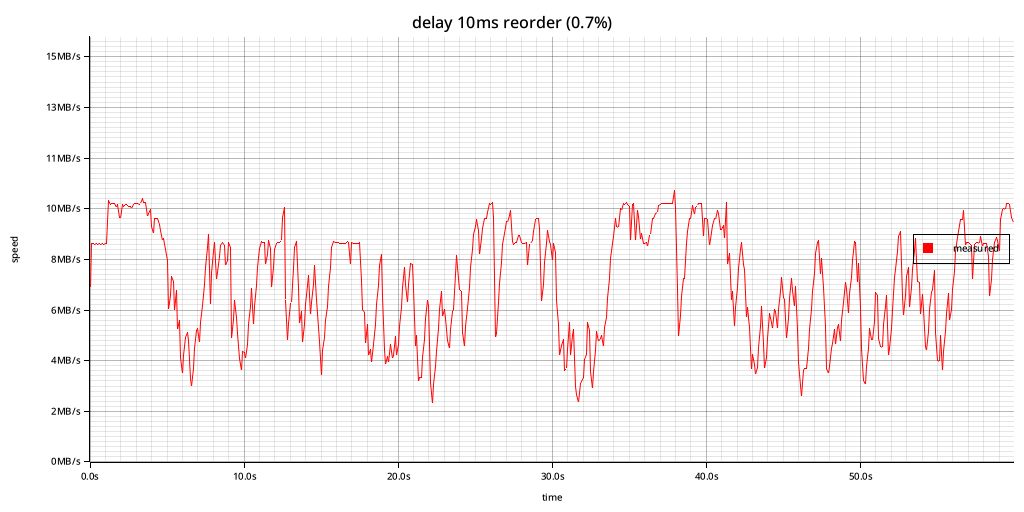 delay 10ms reorder (0.7%)
15MB/s
13MB/s
11MB/s
10MB/s
8MB/s
6MB/s
4MB/s
2MB/s
0MB/s
speed
measured
0.0s 10.0s 20.0s 30.0s 40.0s 50.0s
time